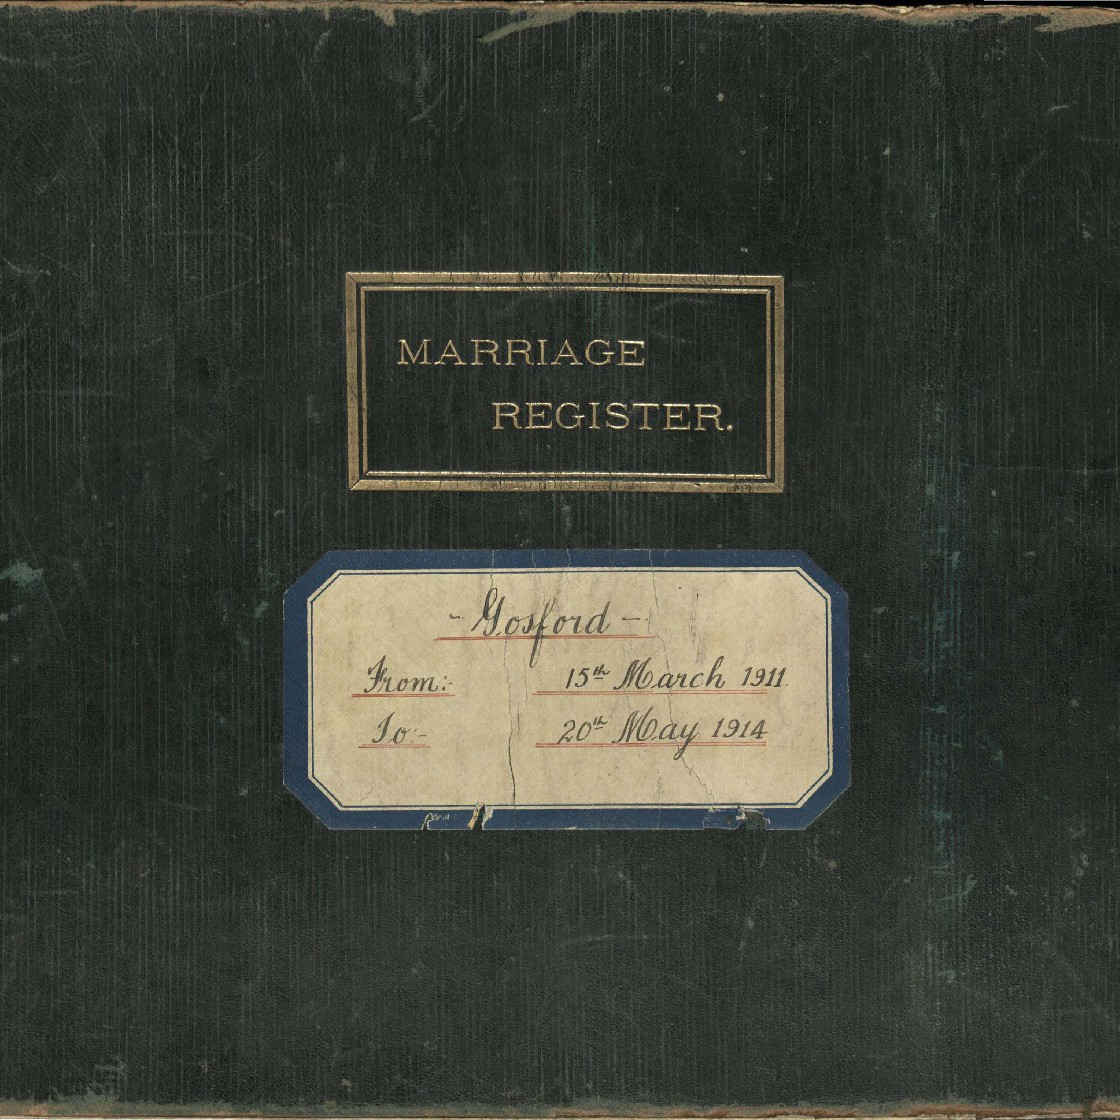 MARRIAGE
REGISTER.
- Gosford -
From:- 15th March 1911.
To:- 20th May 1914